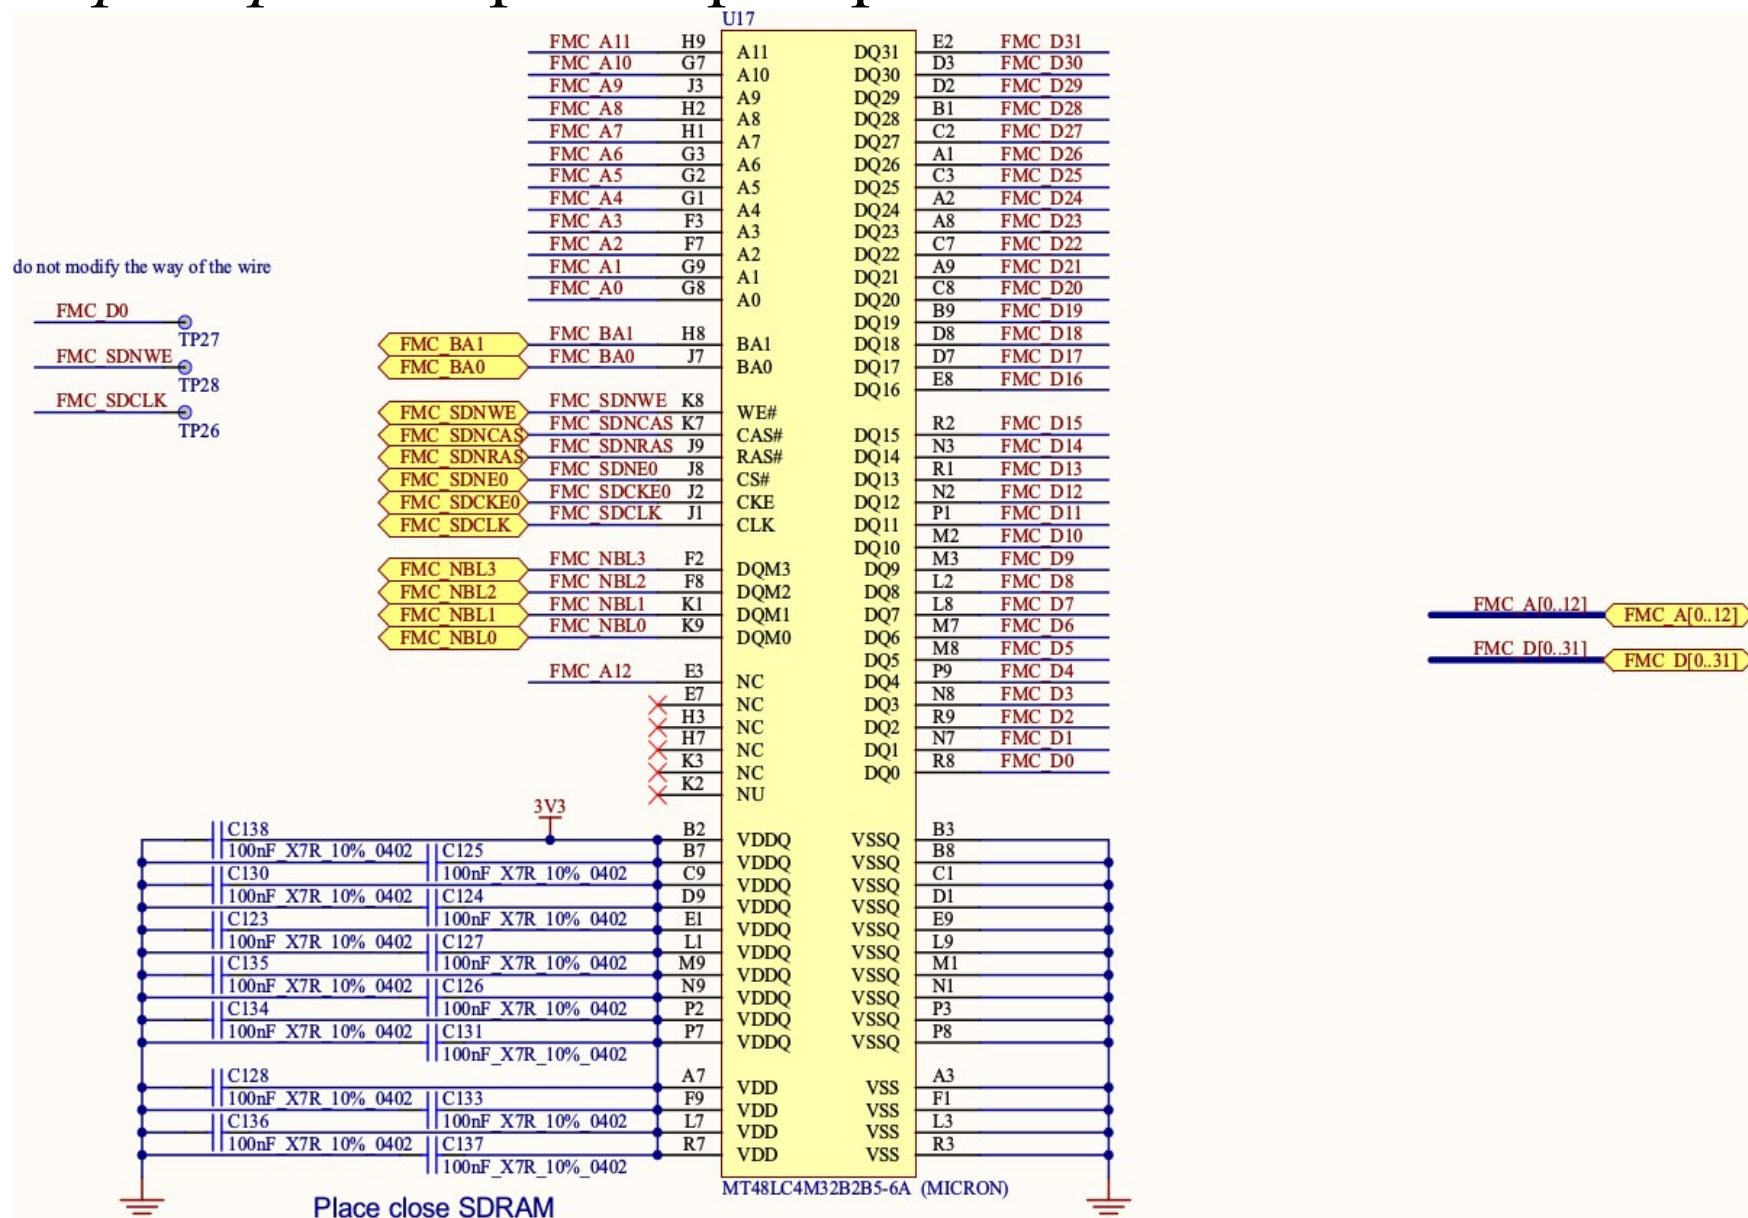 U17
FMC_A11 H9 A11 DQ31 E2 FMC_D31
FMC_A10 G7 A10 DQ30 D3 FMC_D30
FMC_A9 J3 A9 DQ29 D2 FMC_D29
FMC_A8 H2 A8 DQ28 B1 FMC_D28
FMC_A7 H1 A7 DQ27 C2 FMC_D27
FMC_A6 G3 A6 DQ26 A1 FMC_D26
FMC_A5 G2 A5 DQ25 C3 FMC_D25
FMC_A4 G1 A4 DQ24 A2 FMC_D24
FMC_A3 F3 A3 DQ23 A8 FMC_D23
FMC_A2 F7 A2 DQ22 C7 FMC_D22
FMC_A1 G9 A1 DQ21 A9 FMC_D21
FMC_A0 G8 A0 DQ20 C8 FMC_D20
DQ19 B9 FMC_D19
FMC_BA1 FMC_BA1 H8 BA1 DQ18 D8 FMC_D18
FMC_BA0 FMC_BA0 J7 BA0 DQ17 D7 FMC_D17
DQ16 E8 FMC_D16
do not modify the way of the wire
FMC_D0
TP27
FMC_SDNWE
TP28
FMC_SDCLK
TP26
FMC_SDNWE FMC_SDNWE K8 WE#
FMC_SDNCAS FMC_SDNCAS K7 CAS# DQ15 R2 FMC_D15
FMC_SDNRAS FMC_SDNRAS J9 RAS# DQ14 N3 FMC_D14
FMC_SDNE0 FMC_SDNE0 J8 CS# DQ13 R1 FMC_D13
FMC_SDCKE0 FMC_SDCKE0 J2 CKE DQ12 N2 FMC_D12
FMC_SDCLK FMC_SDCLK J1 CLK DQ11 P1 FMC_D11
DQ10 M2 FMC_D10
FMC_NBL3 FMC_NBL3 F2 DQM3 DQ9 M3 FMC_D9
FMC_NBL2 FMC_NBL2 F8 DQM2 DQ8 L2 FMC_D8
FMC_NBL1 FMC_NBL1 K1 DQM1 DQ7 L8 FMC_D7
FMC_NBL0 FMC_NBL0 K9 DQM0 DQ6 M7 FMC_D6
DQ5 M8 FMC_D5
FMC_A12 E3 NC DQ4 P9 FMC_D4
E7 NC DQ3 N8 FMC_D3
H3 NC DQ2 R9 FMC_D2
H7 NC DQ1 N7 FMC_D1
K3 NC DQ0 R8 FMC_D0
K2 NU
FMC_A[0..12] FMC_A[0..12]
FMC_D[0..31] FMC_D[0..31]
3V3
C138 B2 VDDQ VSSQ B3
100nF_X7R_10%_0402 C125 B7 VDDQ VSSQ B8
C130 100nF_X7R_10%_0402 C9 VDDQ VSSQ C1
100nF_X7R_10%_0402 C124 D9 VDDQ VSSQ D1
C123 100nF_X7R_10%_0402 E1 VDDQ VSSQ E9
100nF_X7R_10%_0402 C127 L1 VDDQ VSSQ L9
C135 100nF_X7R_10%_0402 M9 VDDQ VSSQ M1
100nF_X7R_10%_0402 C126 N9 VDDQ VSSQ N1
C134 100nF_X7R_10%_0402 P2 VDDQ VSSQ P3
100nF_X7R_10%_0402 C131 P7 VDDQ VSSQ P8
100nF_X7R_10%_0402
C128 A7 VDD VSS A3
100nF_X7R_10%_0402 C133 F9 VDD VSS F1
C136 100nF_X7R_10%_0402 L7 VDD VSS L3
100nF_X7R_10%_0402 C137 R7 VDD VSS R3
100nF_X7R_10%_0402
MT48LC4M32B2B5-6A (MICRON)
Place close SDRAM